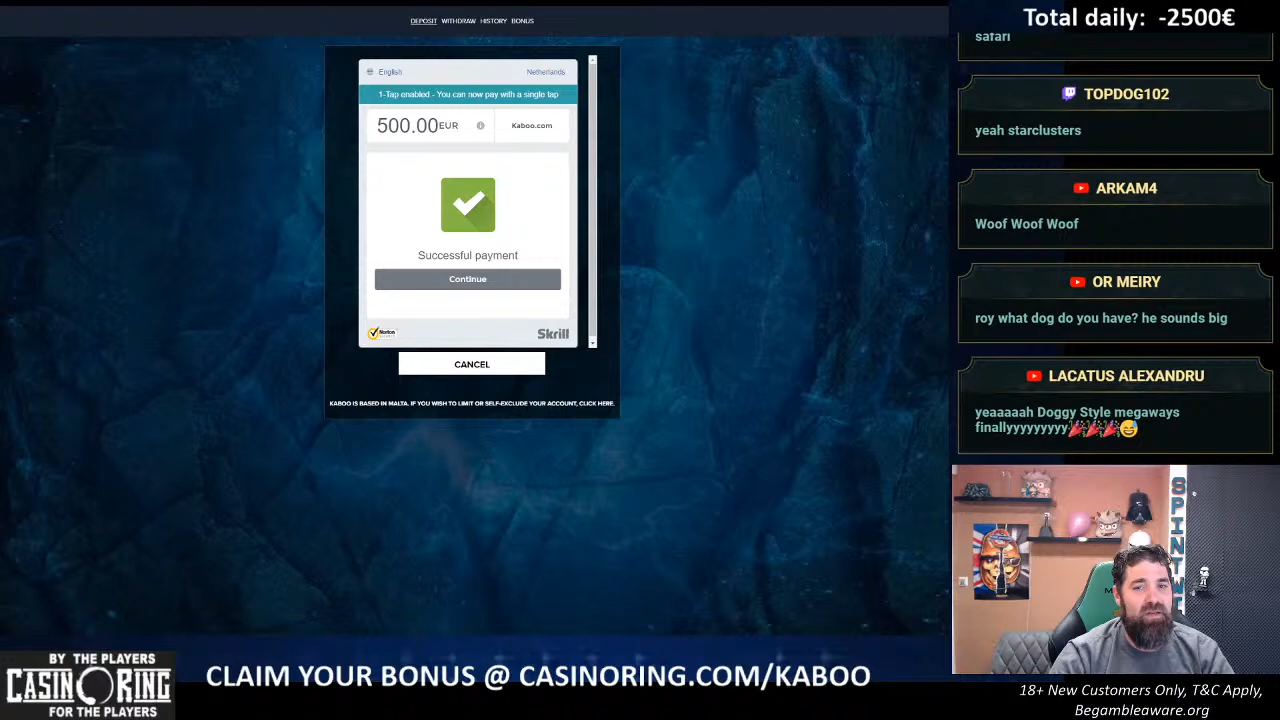 DEPOSIT WITHDRAW HISTORY BONUS
English
Netherlands
1-Tap enabled - You can now pay with a single tap
500.00EUR
Kaboo.com
Successful payment
Continue
Norton
Skrill
CANCEL
KABOO IS BASED IN MALTA. IF YOU WISH TO LIMIT OR SELF-EXCLUDE YOUR ACCOUNT, CLICK HERE.
Total daily: -2500€
safari
TOPDOG102
yeah starclusters
ARKAM4
Woof Woof Woof
OR MEIRY
roy what dog do you have? he sounds big
LACATUS ALEXANDRU
yeaaaaah Doggy Style megaways
finallyyyyyyyyy🎉🎉🎉😅
BY THE PLAYERS
CASINORING
FOR THE PLAYERS
CLAIM YOUR BONUS @ CASINORING.COM/KABOO
18+ New Customers Only, T&C Apply,
Begambleaware.org